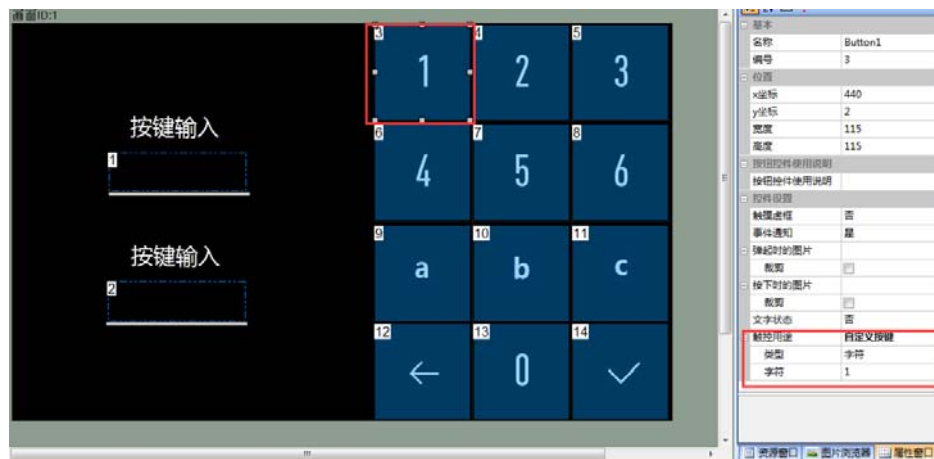 画面ID:1
3
1
4
2
5
3
按键输入
1
6
4
7
5
8
6
按键输入
2
9
a
10
b
11
c
12
←
13
0
14
✓
基本
名称 Button1
编号 3
位置
x坐标 440
y坐标 2
宽度 115
高度 115
按钮控件使用说明
按钮控件使用说明
控件设置
触摸虚框 否
事件通知 是
弹起时的图片
裁剪
按下时的图片
裁剪
文字状态 否
触控用途 自定义按键
类型 字符
字符 1
资源窗口 图片浏览器 属性窗口